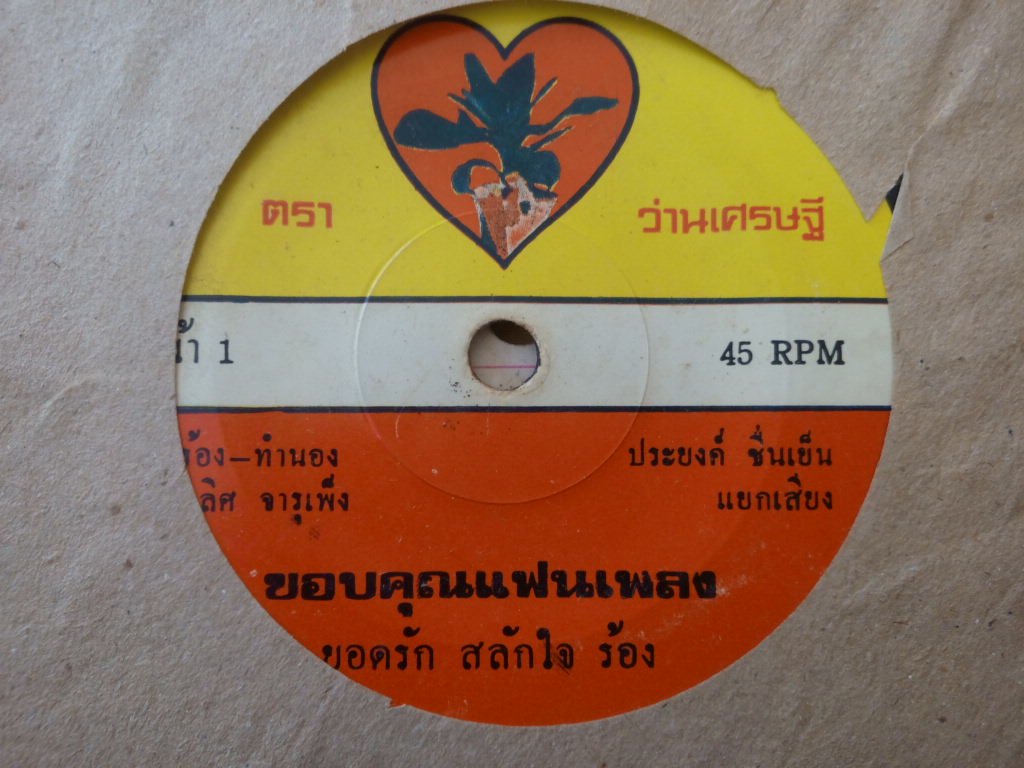 ตรา ว่านเศรษฐี
1 45 RPM
ร้อง-ทำนอง ประยงค์ ชื่นเย็น
จารุเพ็ง แยกเสียง
ขอบคุณแฟนเพลง
ยอดรัก สลักใจ ร้อง